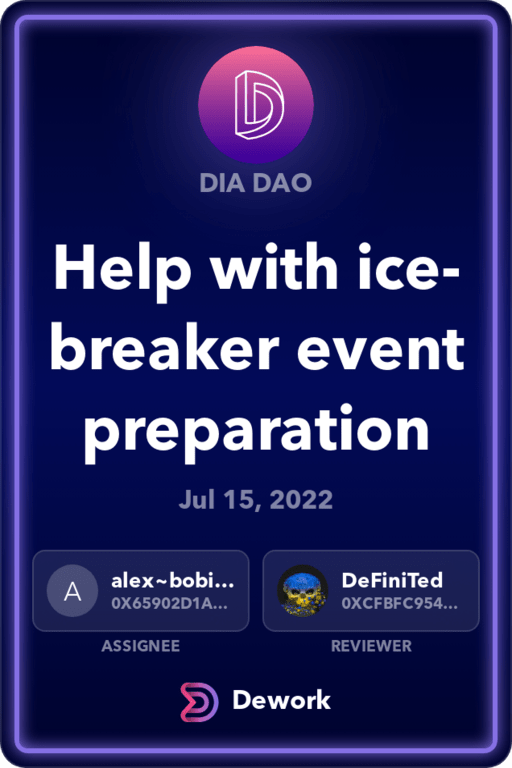 DIA DAO
Help with ice-
breaker event
preparation
Jul 15, 2022
A
alex~bobi...
0X65902D1A...
ASSIGNEE
DeFiniTed
0XCFBFC954...
REVIEWER
Dework